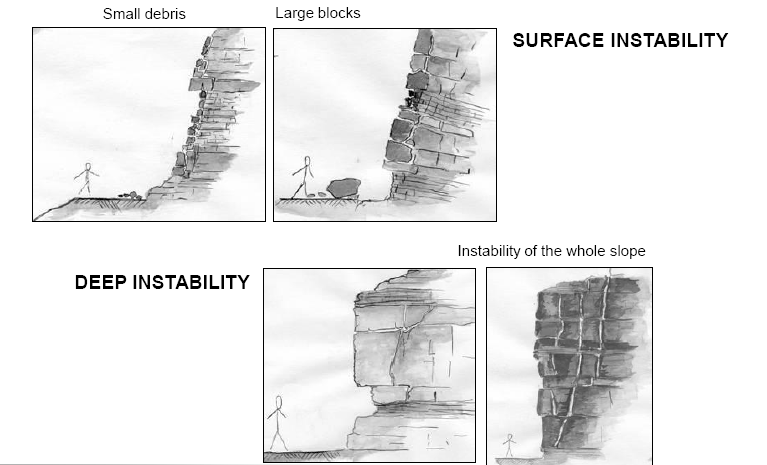 Small debris
Large blocks
SURFACE INSTABILITY
Instability of the whole slope
DEEP INSTABILITY